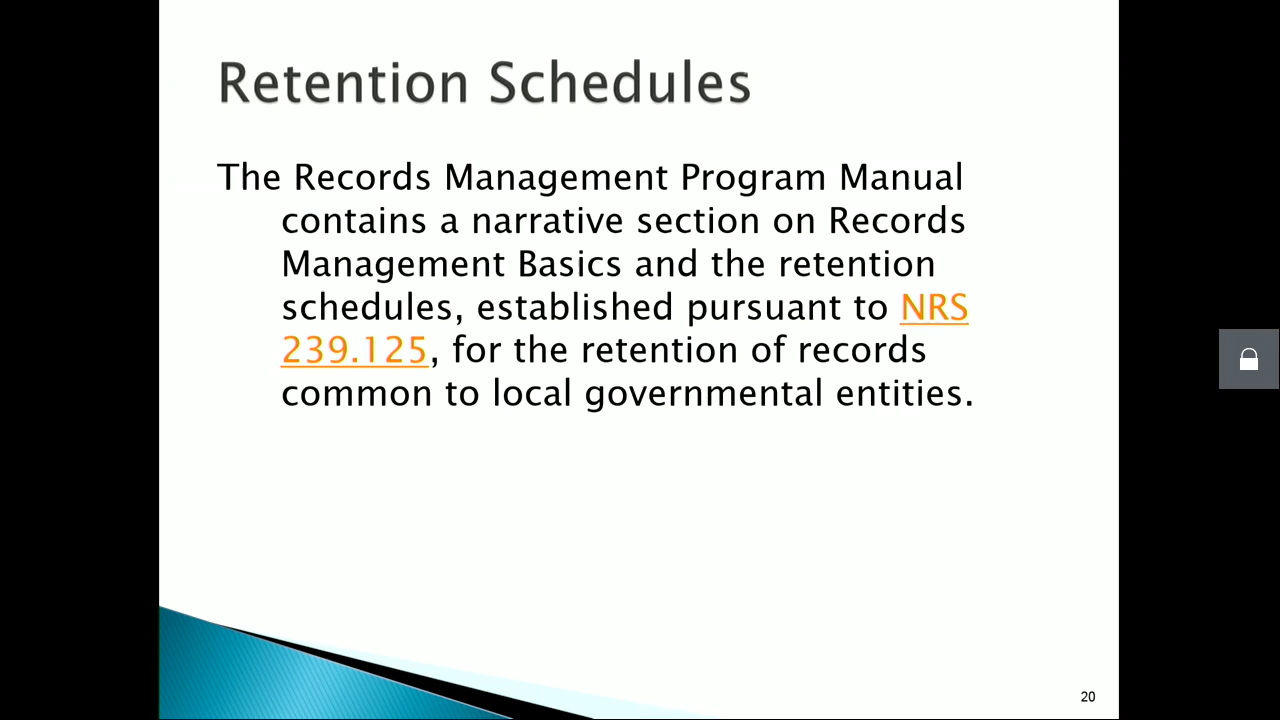 Retention Schedules
The Records Management Program Manual
contains a narrative section on Records
Management Basics and the retention
schedules, established pursuant to NRS
239.125, for the retention of records
common to local governmental entities.
20